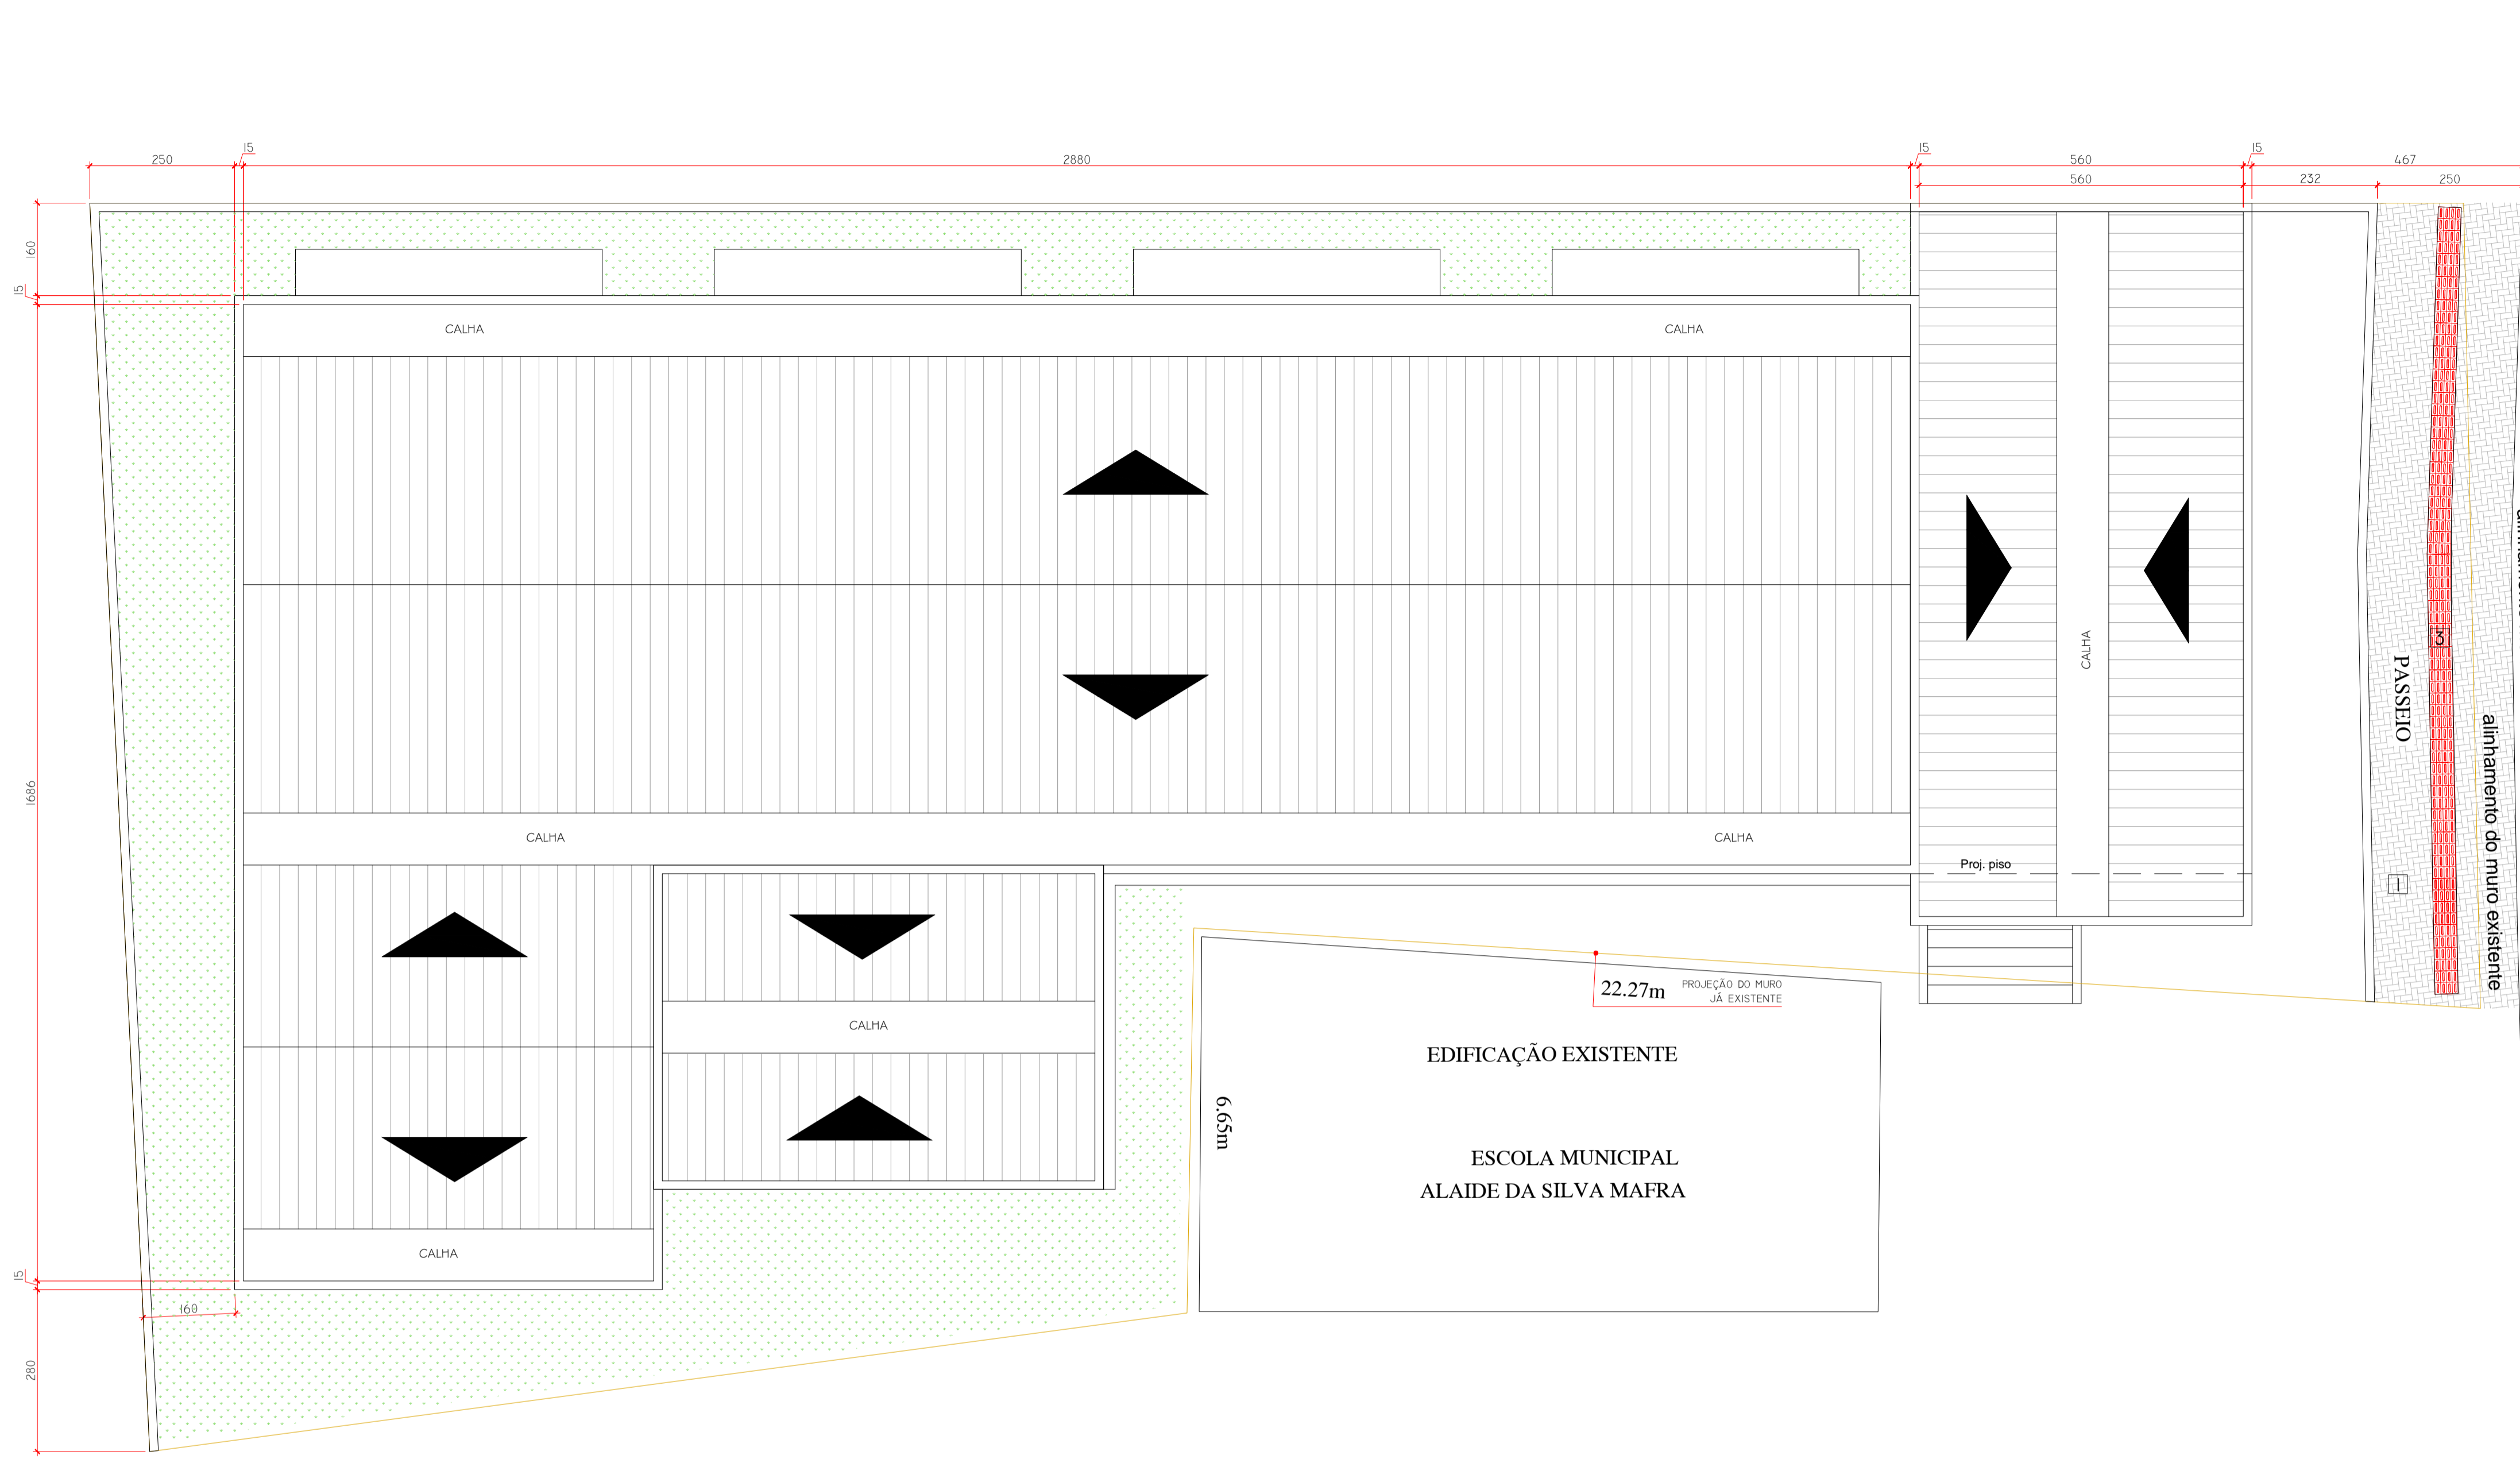 15
15
15
250
2880
560
467
560
232
250
160
15
CALHA
CALHA
3
CALHA
PASSEIO
alinhamento do muro existente
1686
CALHA
CALHA
Proj. piso
1
22.27m
PROJEÇÃO DO MURO
JÁ EXISTENTE
CALHA
EDIFICAÇÃO EXISTENTE
6.65m
ESCOLA MUNICIPAL
ALAIDE DA SILVA MAFRA
CALHA
15
160
280